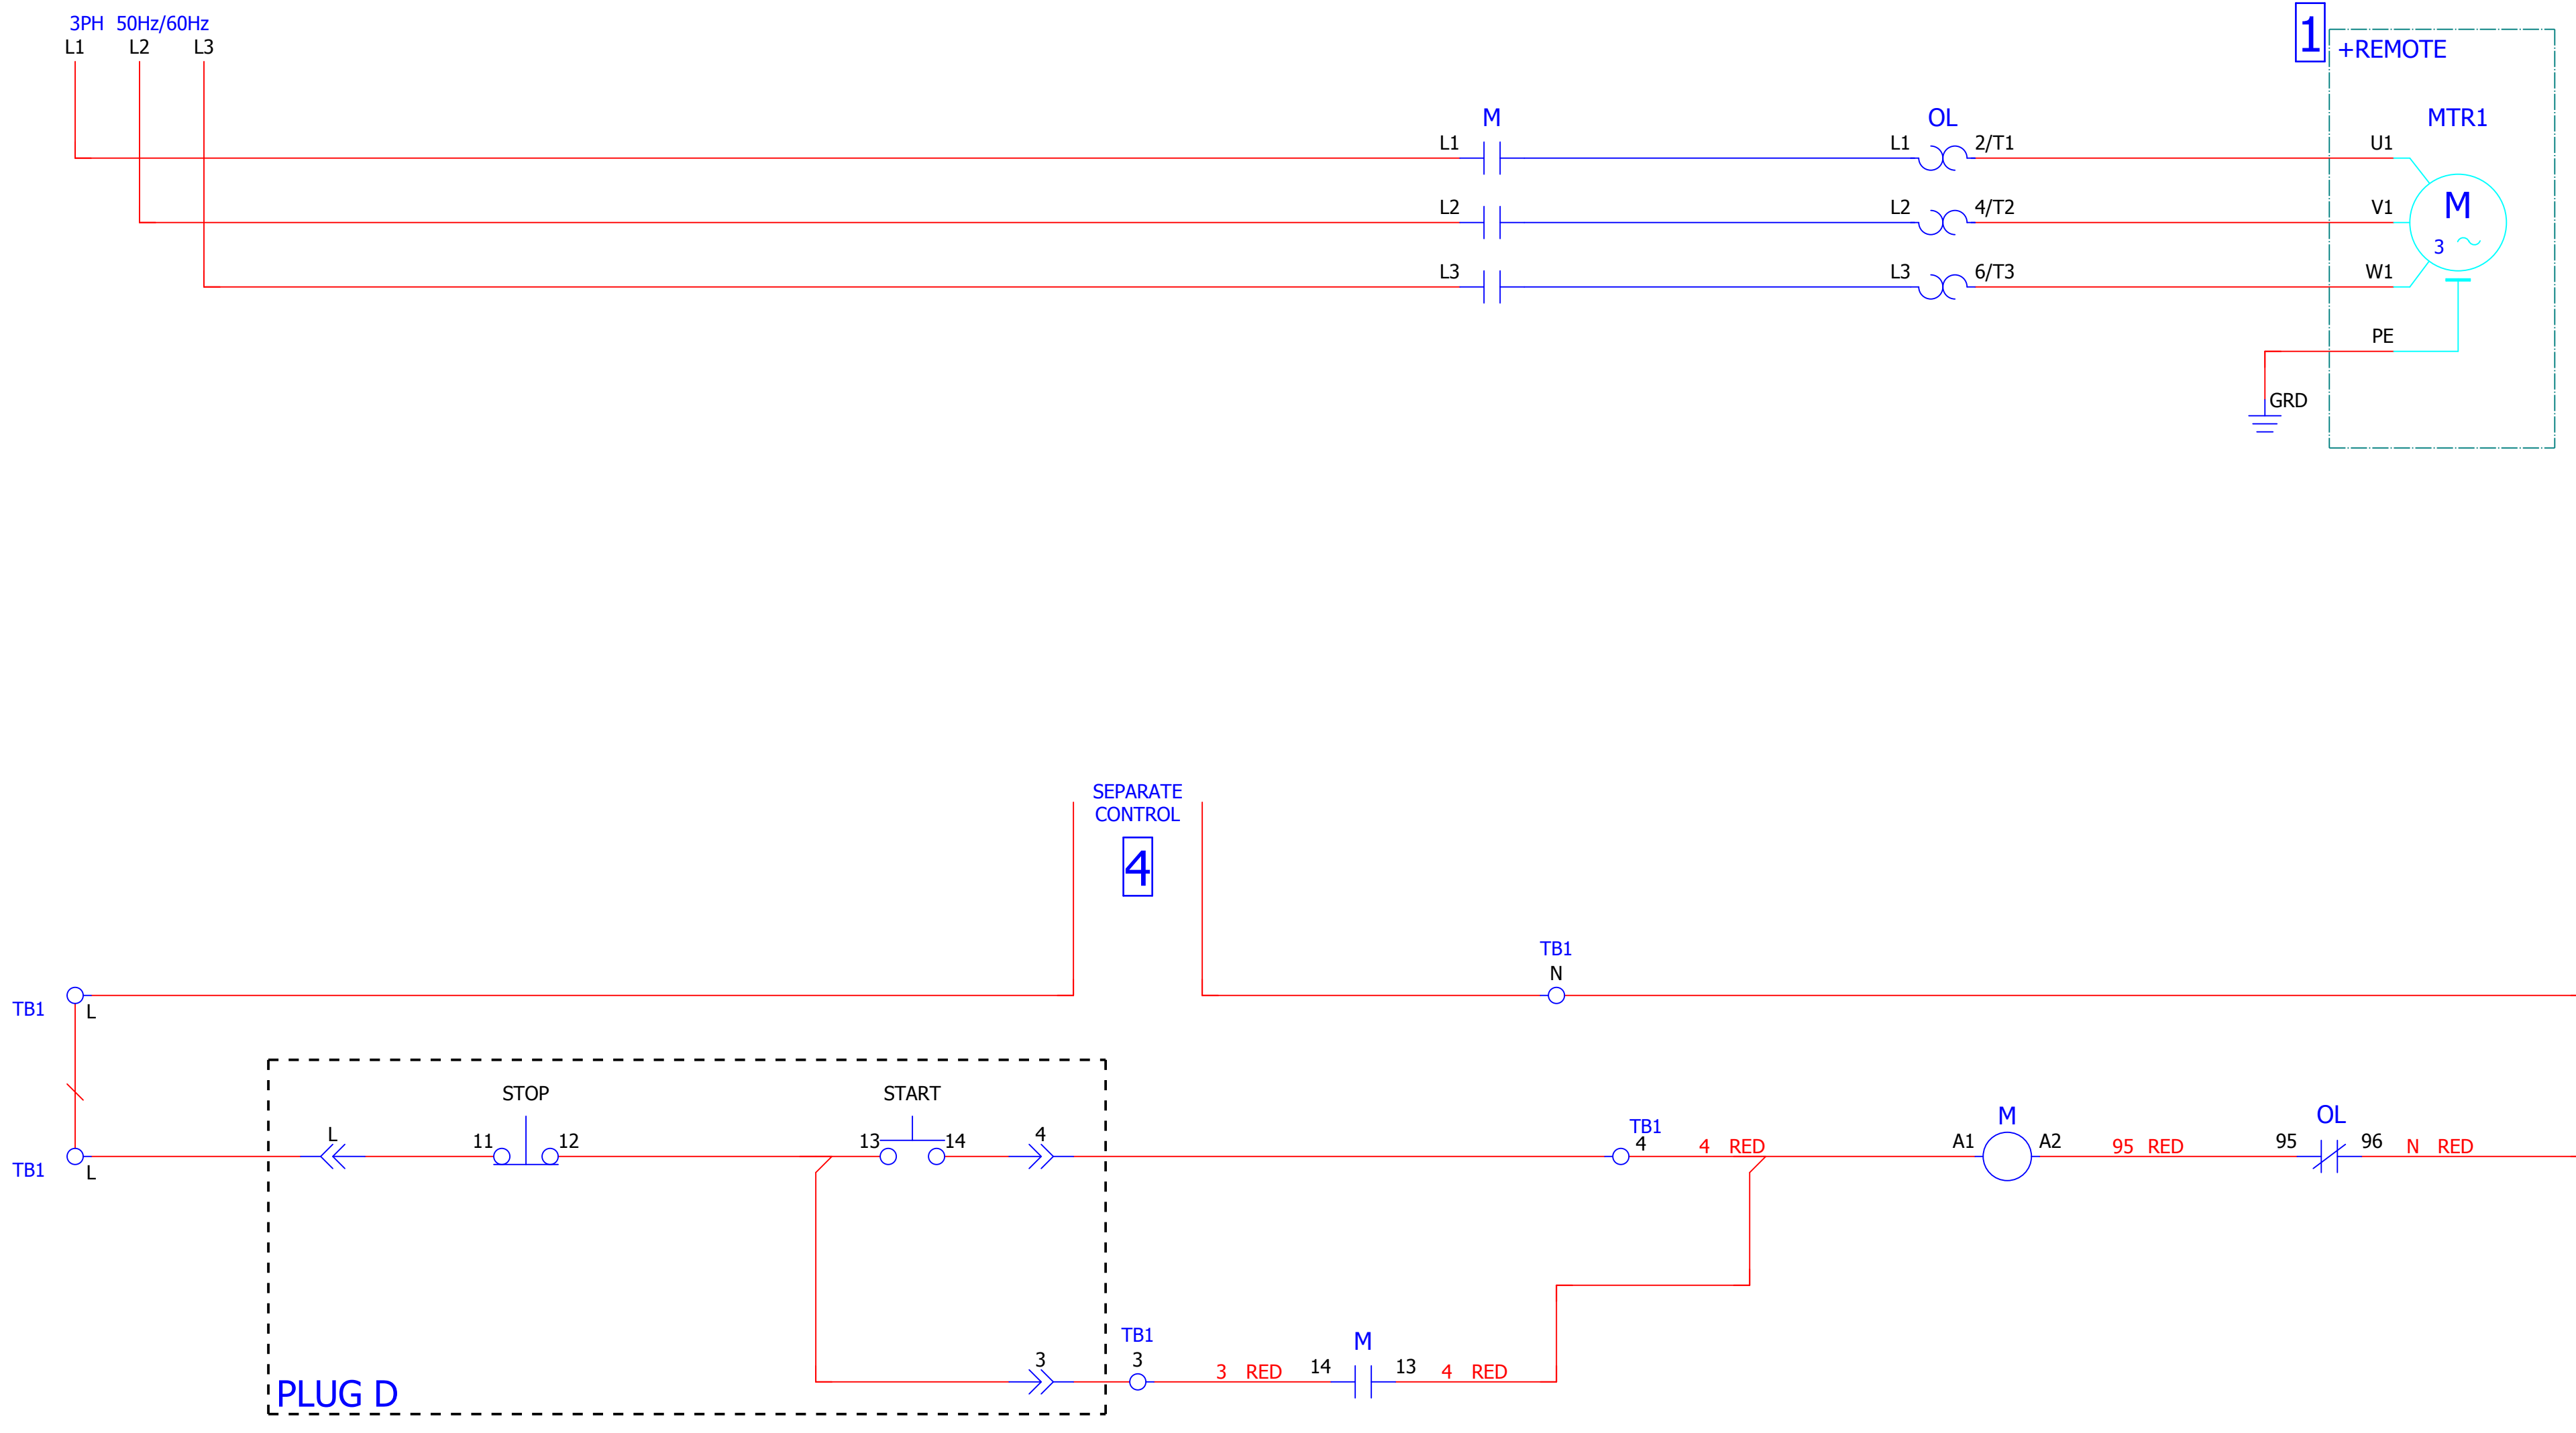 3PH 50Hz/60Hz
L1 L2 L3
1
+REMOTE
M OL MTR1
L1 L1 2/T1 U1
L2 L2 4/T2 V1
M
3
L3 L3 6/T3 W1
PE
GRD
SEPARATE
CONTROL
4
TB1
N
TB1 L
STOP START
TB1 L
L 11 12 13 14 4
TB1
4 4 RED
M
A1 A2
95 RED
OL
95 96
N RED
3
TB1
3
3 RED
M
14 13
4 RED
PLUG D